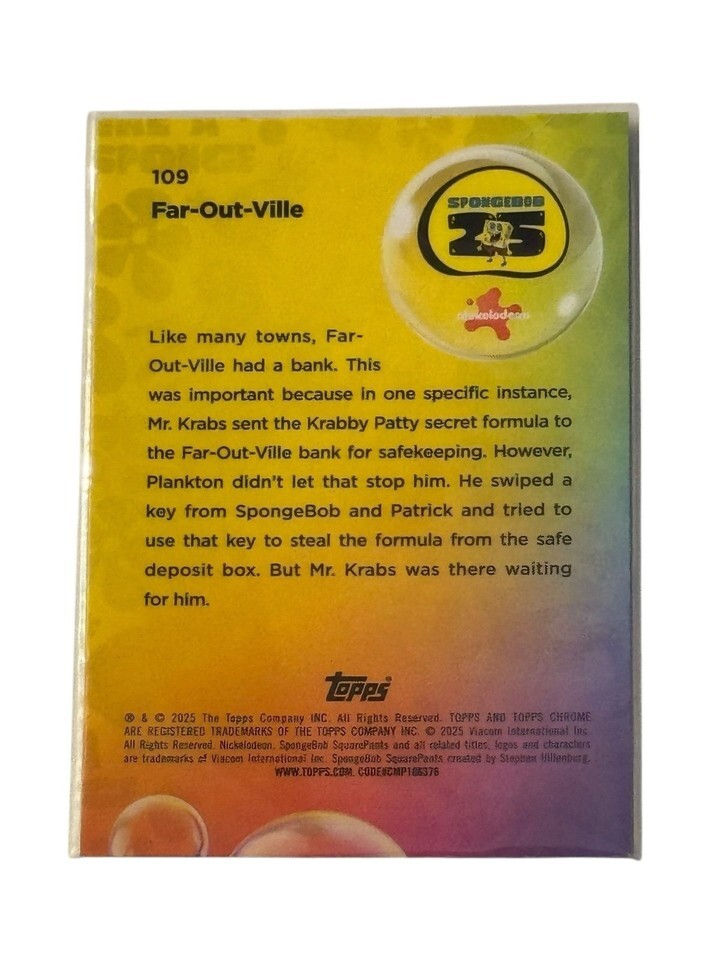 109
Far-Out-Ville
SPONGEBOB
25
nickelodeon
Like many towns, Far-
Out-Ville had a bank. This
was important because in one specific instance,
Mr. Krabs sent the Krabby Patty secret formula to
the Far-Out-Ville bank for safekeeping. However,
Plankton didn't let that stop him. He swiped a
key from SpongeBob and Patrick and tried to
use that key to steal the formula from the safe
deposit box. But Mr. Krabs was there waiting
for him.
Topps
® & © 2025 The Topps Company INC. All Rights Reserved. TOPPS AND TOPPS CHROME
ARE REGISTERED TRADEMARKS OF THE TOPPS COMPANY INC. © 2025 Viacom International Inc.
All Rights Reserved. Nickelodeon, SpongeBob SquarePants and all related titles, logos and characters
are trademarks of Viacom International Inc. SpongeBob SquarePants created by Stephen Hillenburg.
WWW.TOPPS.COM CODE#CMP106376